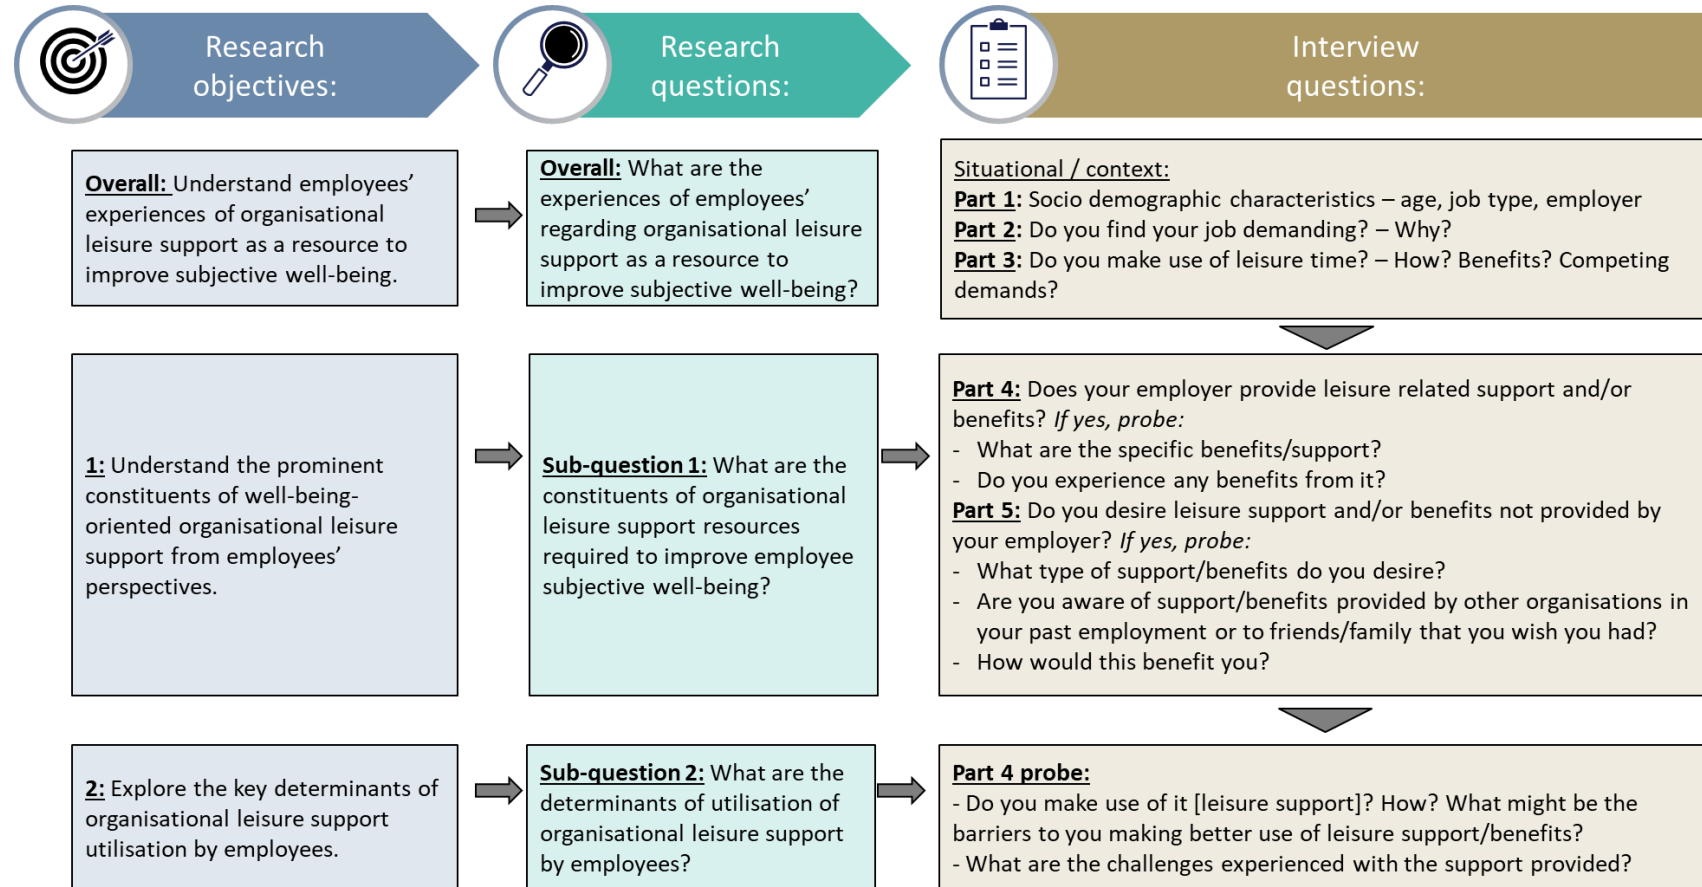 Research
objectives:
Research
questions:
Interview
questions:
Overall: Understand employees’
experiences of organisational
leisure support as a resource to
improve subjective well-being.
Overall: What are the
experiences of employees’
regarding organisational leisure
support as a resource to
improve subjective well-being?
Situational / context:
Part 1: Socio demographic characteristics – age, job type, employer
Part 2: Do you find your job demanding? – Why?
Part 3: Do you make use of leisure time? – How? Benefits? Competing
demands?
1: Understand the prominent
constituents of well-being-
oriented organisational leisure
support from employees’
perspectives.
Sub-question 1: What are the
constituents of organisational
leisure support resources
required to improve employee
subjective well-being?
Part 4: Does your employer provide leisure related support and/or
benefits? If yes, probe:
- What are the specific benefits/support?
- Do you experience any benefits from it?
Part 5: Do you desire leisure support and/or benefits not provided by
your employer? If yes, probe:
- What type of support/benefits do you desire?
- Are you aware of support/benefits provided by other organisations in
your past employment or to friends/family that you wish you had?
- How would this benefit you?
2: Explore the key determinants of
organisational leisure support
utilisation by employees.
Sub-question 2: What are the
determinants of utilisation of
organisational leisure support
by employees?
Part 4 probe:
- Do you make use of it [leisure support]? How? What might be the
barriers to you making better use of leisure support/benefits?
- What are the challenges experienced with the support provided?